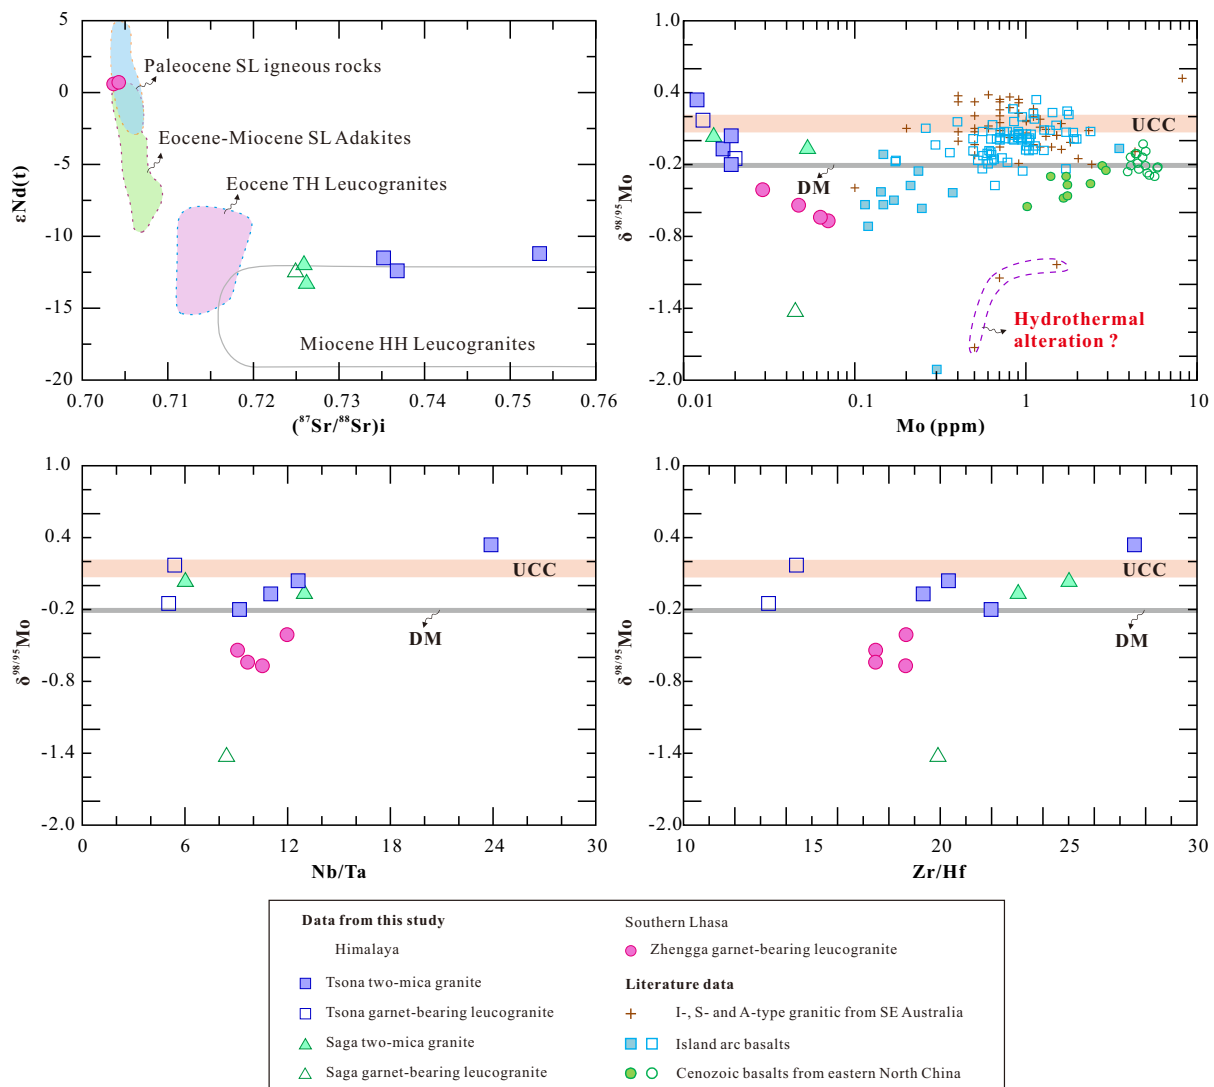 5
0
-5
-10
-15
-20
εNd(t)
Paleocene SL igneous rocks
Eocene-Miocene SL Adakites
Eocene TH Leucogranites
Miocene HH Leucogranites
0.70 0.71 0.72 0.73 0.74 0.75 0.76
(⁸⁷Sr/⁸⁸Sr)i
1.0
0.4
-0.2
-0.8
-1.4
-2.0
δ⁹⁸/⁹⁵Mo
UCC
DM
Hydrothermal
alteration ?
0.01 0.1 1 10
Mo (ppm)
1.0
0.4
-0.2
-0.8
-1.4
-2.0
δ⁹⁸/⁹⁵Mo
UCC
DM
0 6 12 18 24 30
Nb/Ta
1.0
0.4
-0.2
-0.8
-1.4
-2.0
δ⁹⁸/⁹⁵Mo
UCC
DM
10 15 20 25 30
Zr/Hf
Data from this study
Himalaya
Tsona two-mica granite
Tsona garnet-bearing leucogranite
Saga two-mica granite
Saga garnet-bearing leucogranite
Southern Lhasa
Zhengga garnet-bearing leucogranite
Literature data
I-, S- and A-type granitic from SE Australia
Island arc basalts
Cenozoic basalts from eastern North China